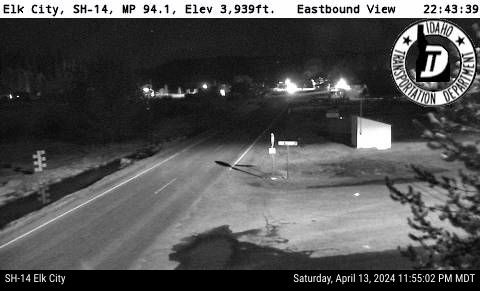 Elk City, SH-14, MP 94.1, Elev 3,939ft. Eastbound View 22:43:39
IDAHO
TRANSPORTATION DEPARTMENT
SH-14 Elk City Saturday, April 13, 2024 11:55:02 PM MDT